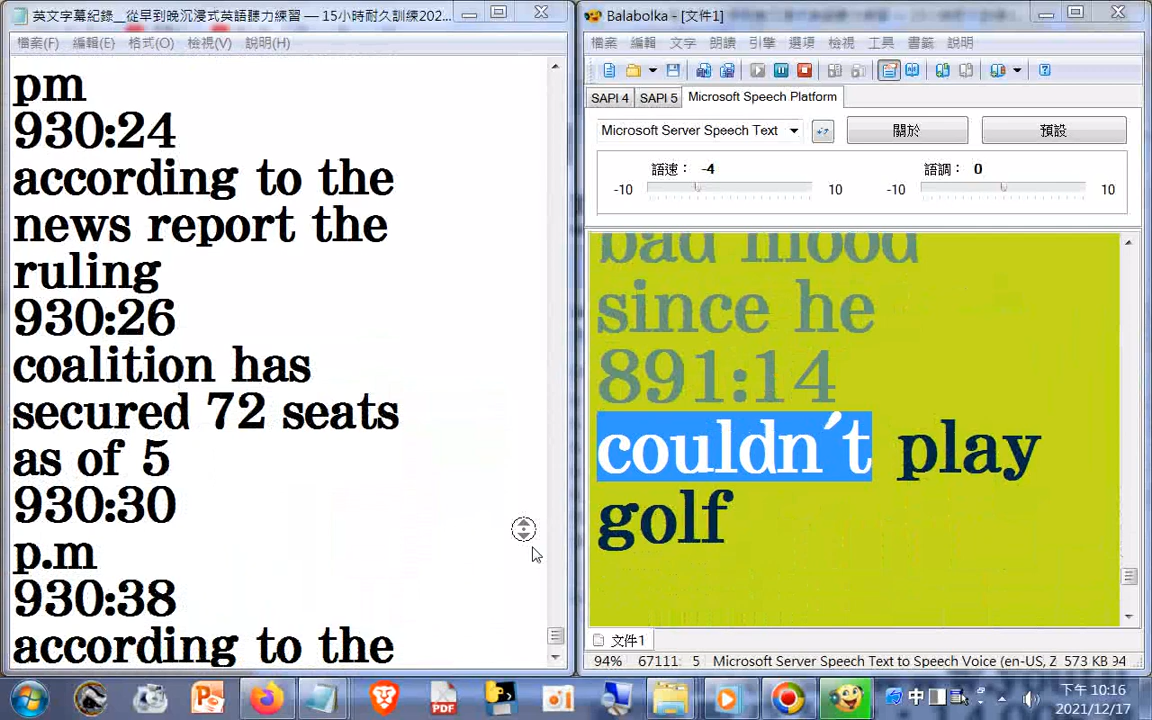 英文字幕紀錄__從早到晚沉浸式英語聽力練習 — 15小時耐久訓練202...
檔案(F) 編輯(E) 格式(O) 檢視(V) 說明(H)
pm
930:24
according to the
news report the
ruling
930:26
coalition has
secured 72 seats
as of 5
930:30
p.m
930:38
according to the
Balabolka - [文件1]
檔案 編輯 文字 朗讀 引擎 選項 檢視 工具 書籤 說明
SAPI 4 SAPI 5 Microsoft Speech Platform
Microsoft Server Speech Text 關於 預設
語速： -4 語調： 0
-10 10 -10 10
bad mood
since he
891:14
couldn´t play
golf
文件1
94% 67111: 5 Microsoft Server Speech Text to Speech Voice (en-US, Z 573 KB 94
PDF
中
下午 10:16
2021/12/17